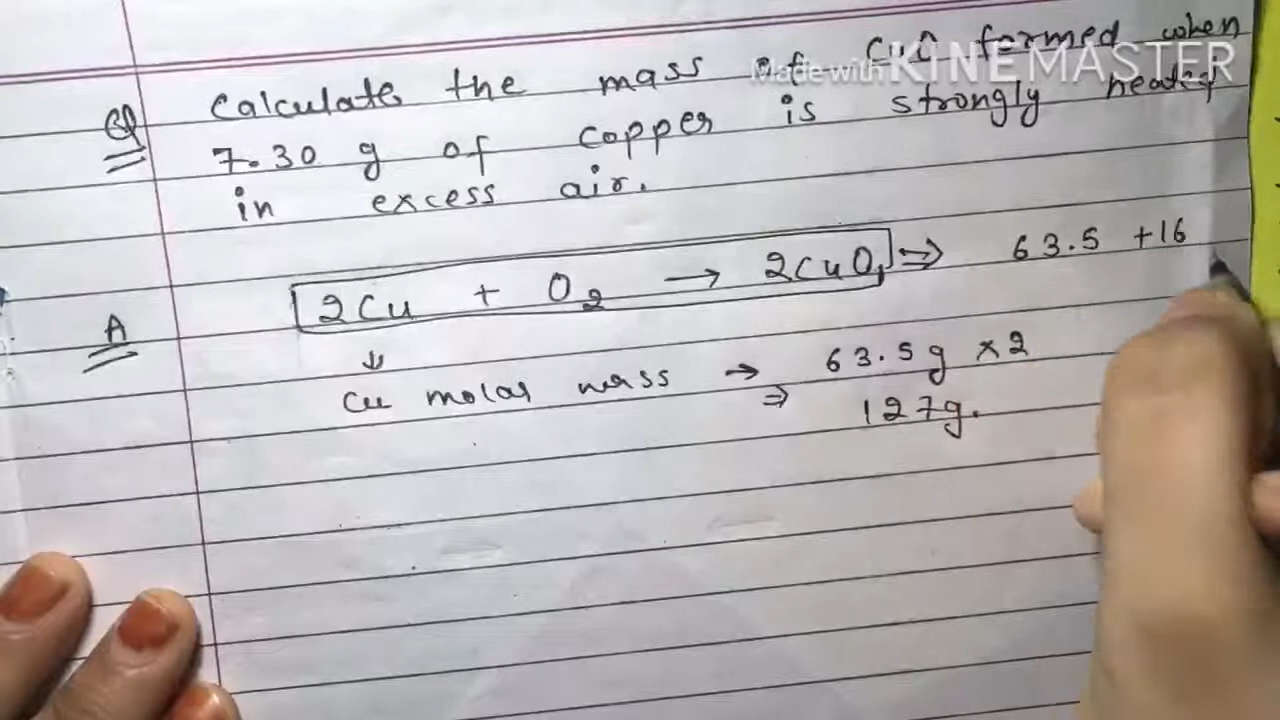 Q Calculate the mass of CuO formed when
Made with KINEMASTER
7.30 g of copper is strongly heated
in excess air.
A 2Cu + O2 → 2CuO ⇒ 63.5 + 16
↓
Cu molar mass → 63.5g × 2
⇒ 127g.